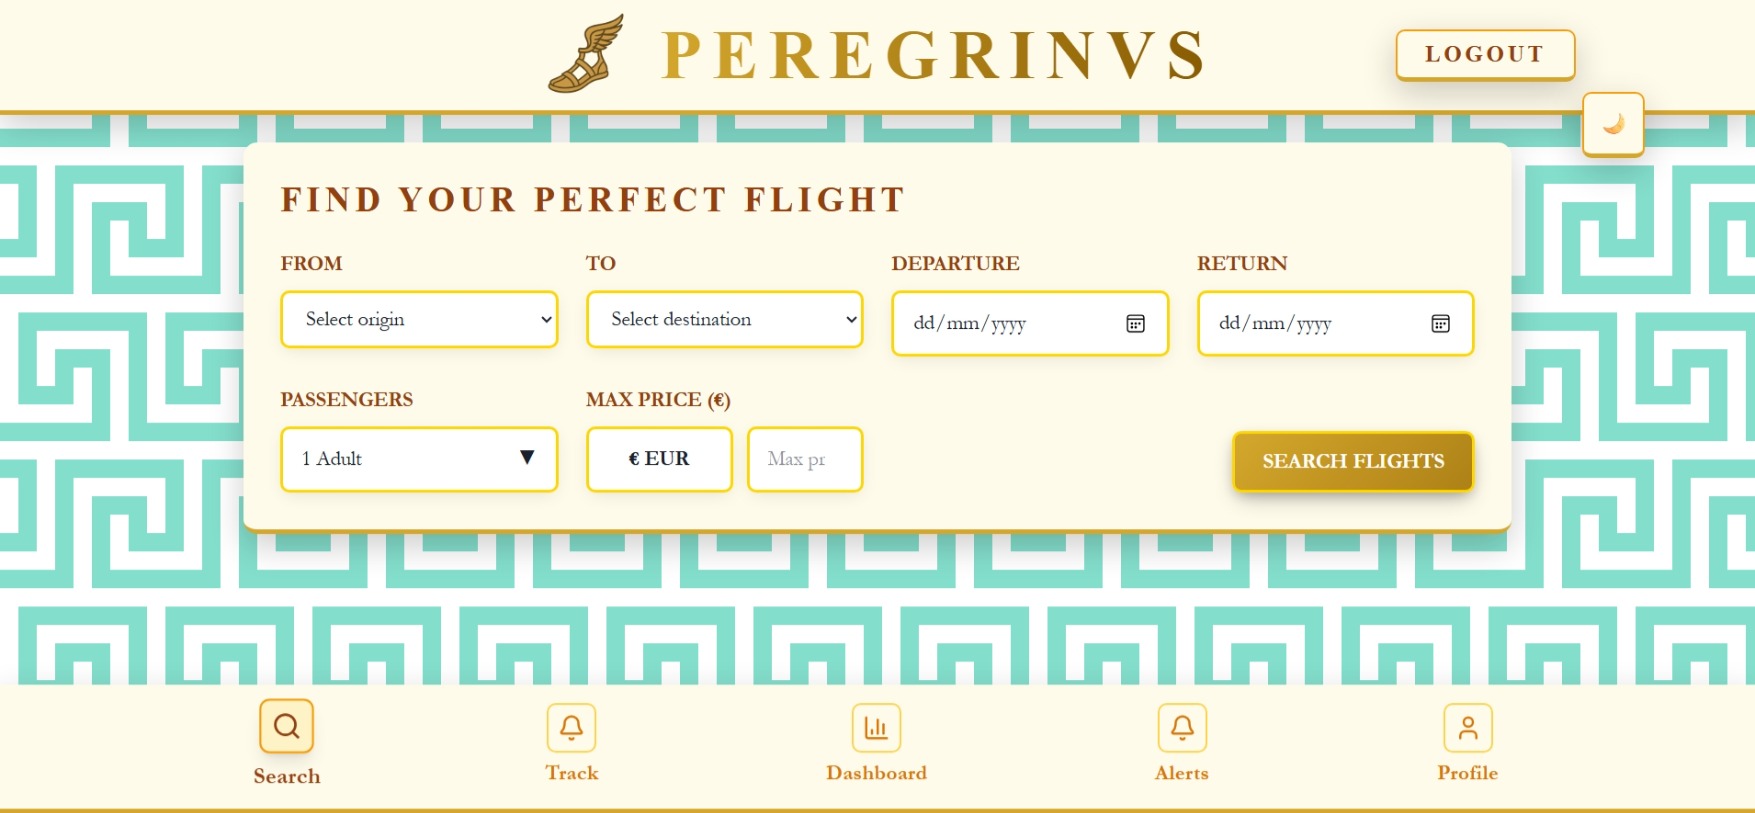 PEREGRINVS
LOGOUT
FIND YOUR PERFECT FLIGHT
FROM
TO
DEPARTURE
RETURN
Select origin
Select destination
dd/mm/yyyy
dd/mm/yyyy
PASSENGERS
MAX PRICE (€)
1 Adult
€ EUR
Max pr
SEARCH FLIGHTS
Search
Track
Dashboard
Alerts
Profile